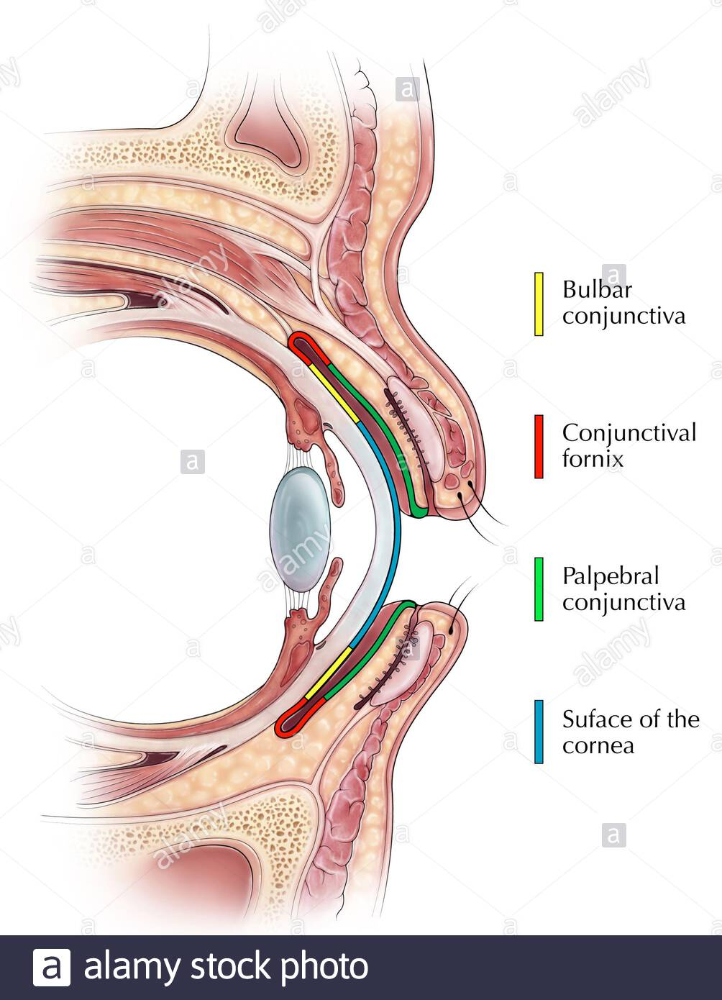 Bulbar
conjunctiva
Conjunctival
fornix
Palpebral
conjunctiva
Suface of the
cornea
a alamy stock photo